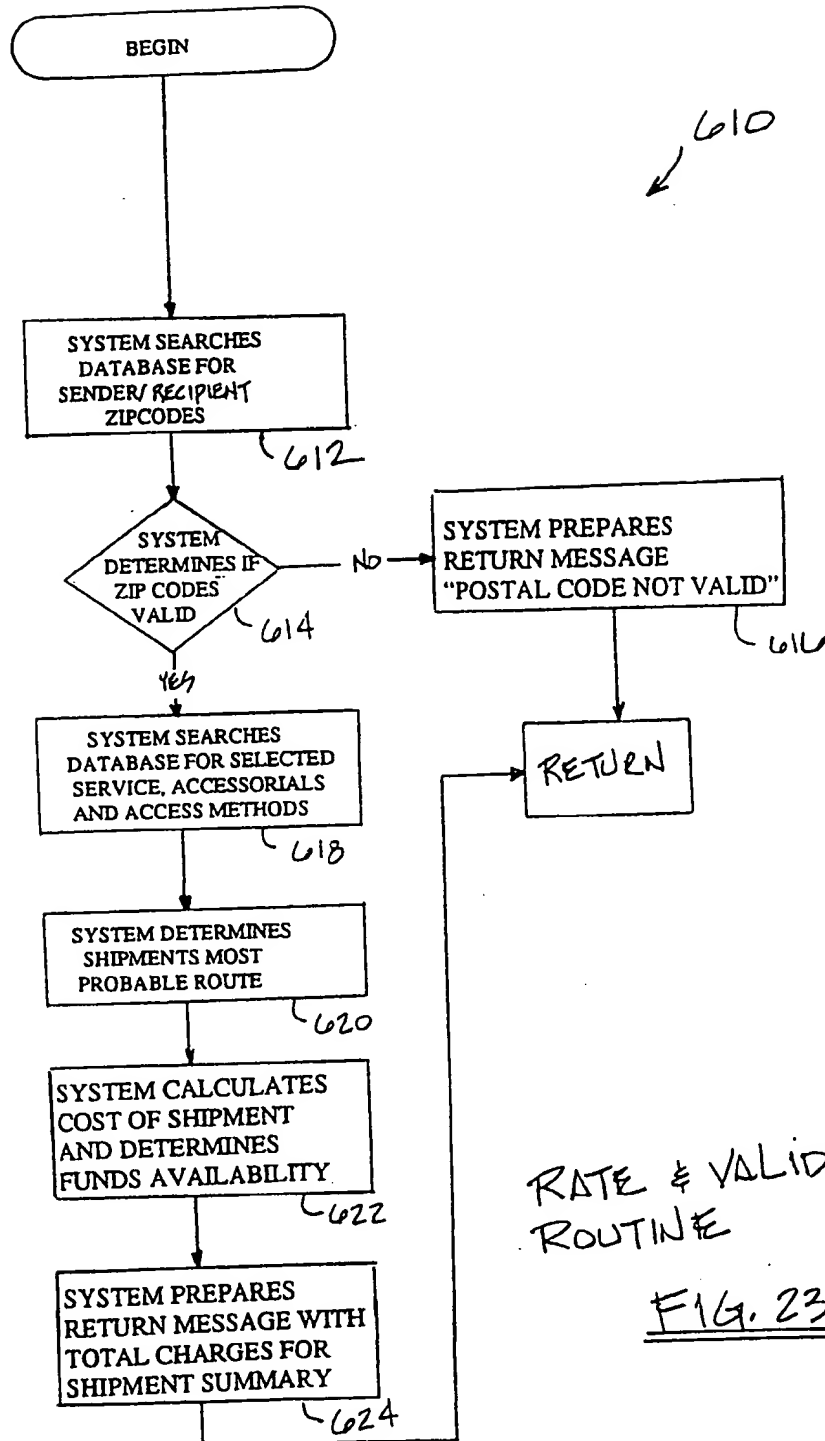 BEGIN
610
SYSTEM SEARCHES
DATABASE FOR
SENDER/RECIPIENT
ZIPCODES
612
SYSTEM
DETERMINES IF
ZIP CODES
VALID
614
NO
SYSTEM PREPARES
RETURN MESSAGE
"POSTAL CODE NOT VALID"
616
YES
SYSTEM SEARCHES
DATABASE FOR SELECTED
SERVICE, ACCESSORIALS
AND ACCESS METHODS
618
RETURN
SYSTEM DETERMINES
SHIPMENTS MOST
PROBABLE ROUTE
620
SYSTEM CALCULATES
COST OF SHIPMENT
AND DETERMINES
FUNDS AVAILABILITY
622
RATE & VALID
ROUTINE
SYSTEM PREPARES
RETURN MESSAGE WITH
TOTAL CHARGES FOR
SHIPMENT SUMMARY
624
FIG. 23